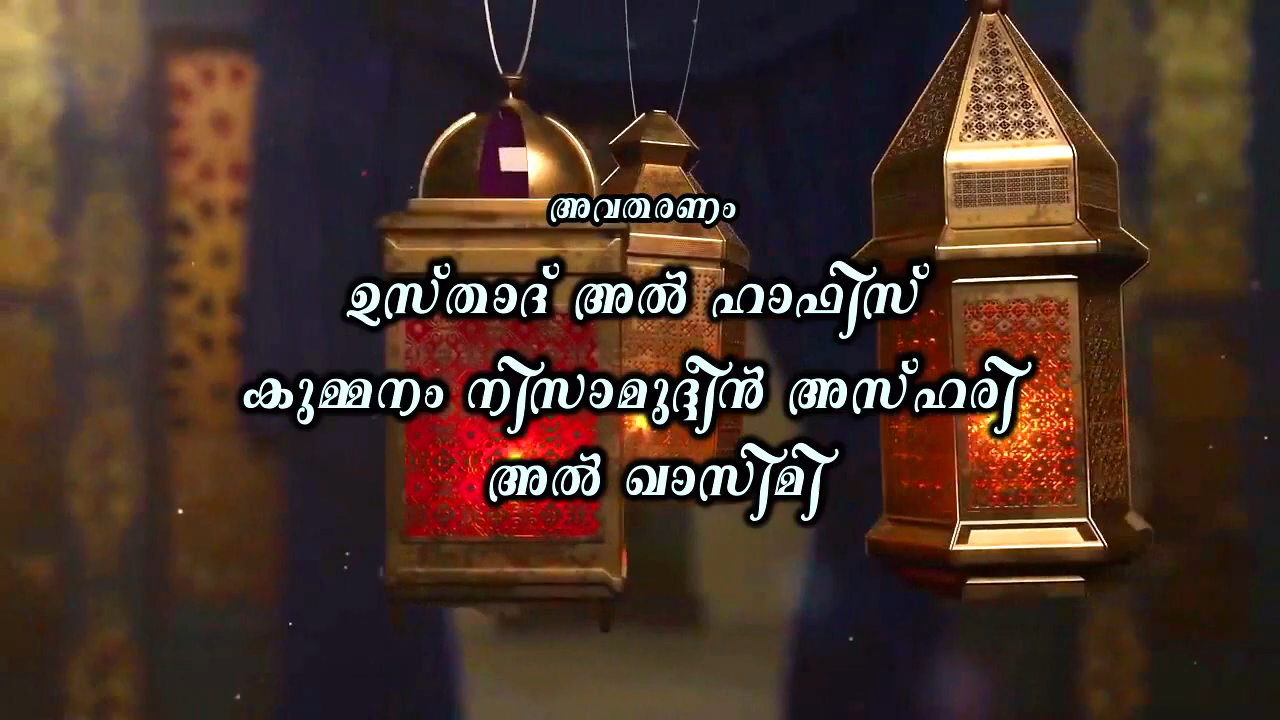 അവതരണം
ഉസ്താദ് അൽ ഹാഫിസ്
കുമ്മനം നിസാമുദ്ദീൻ അസ്ഹരി
അൽ ഖാസിമി